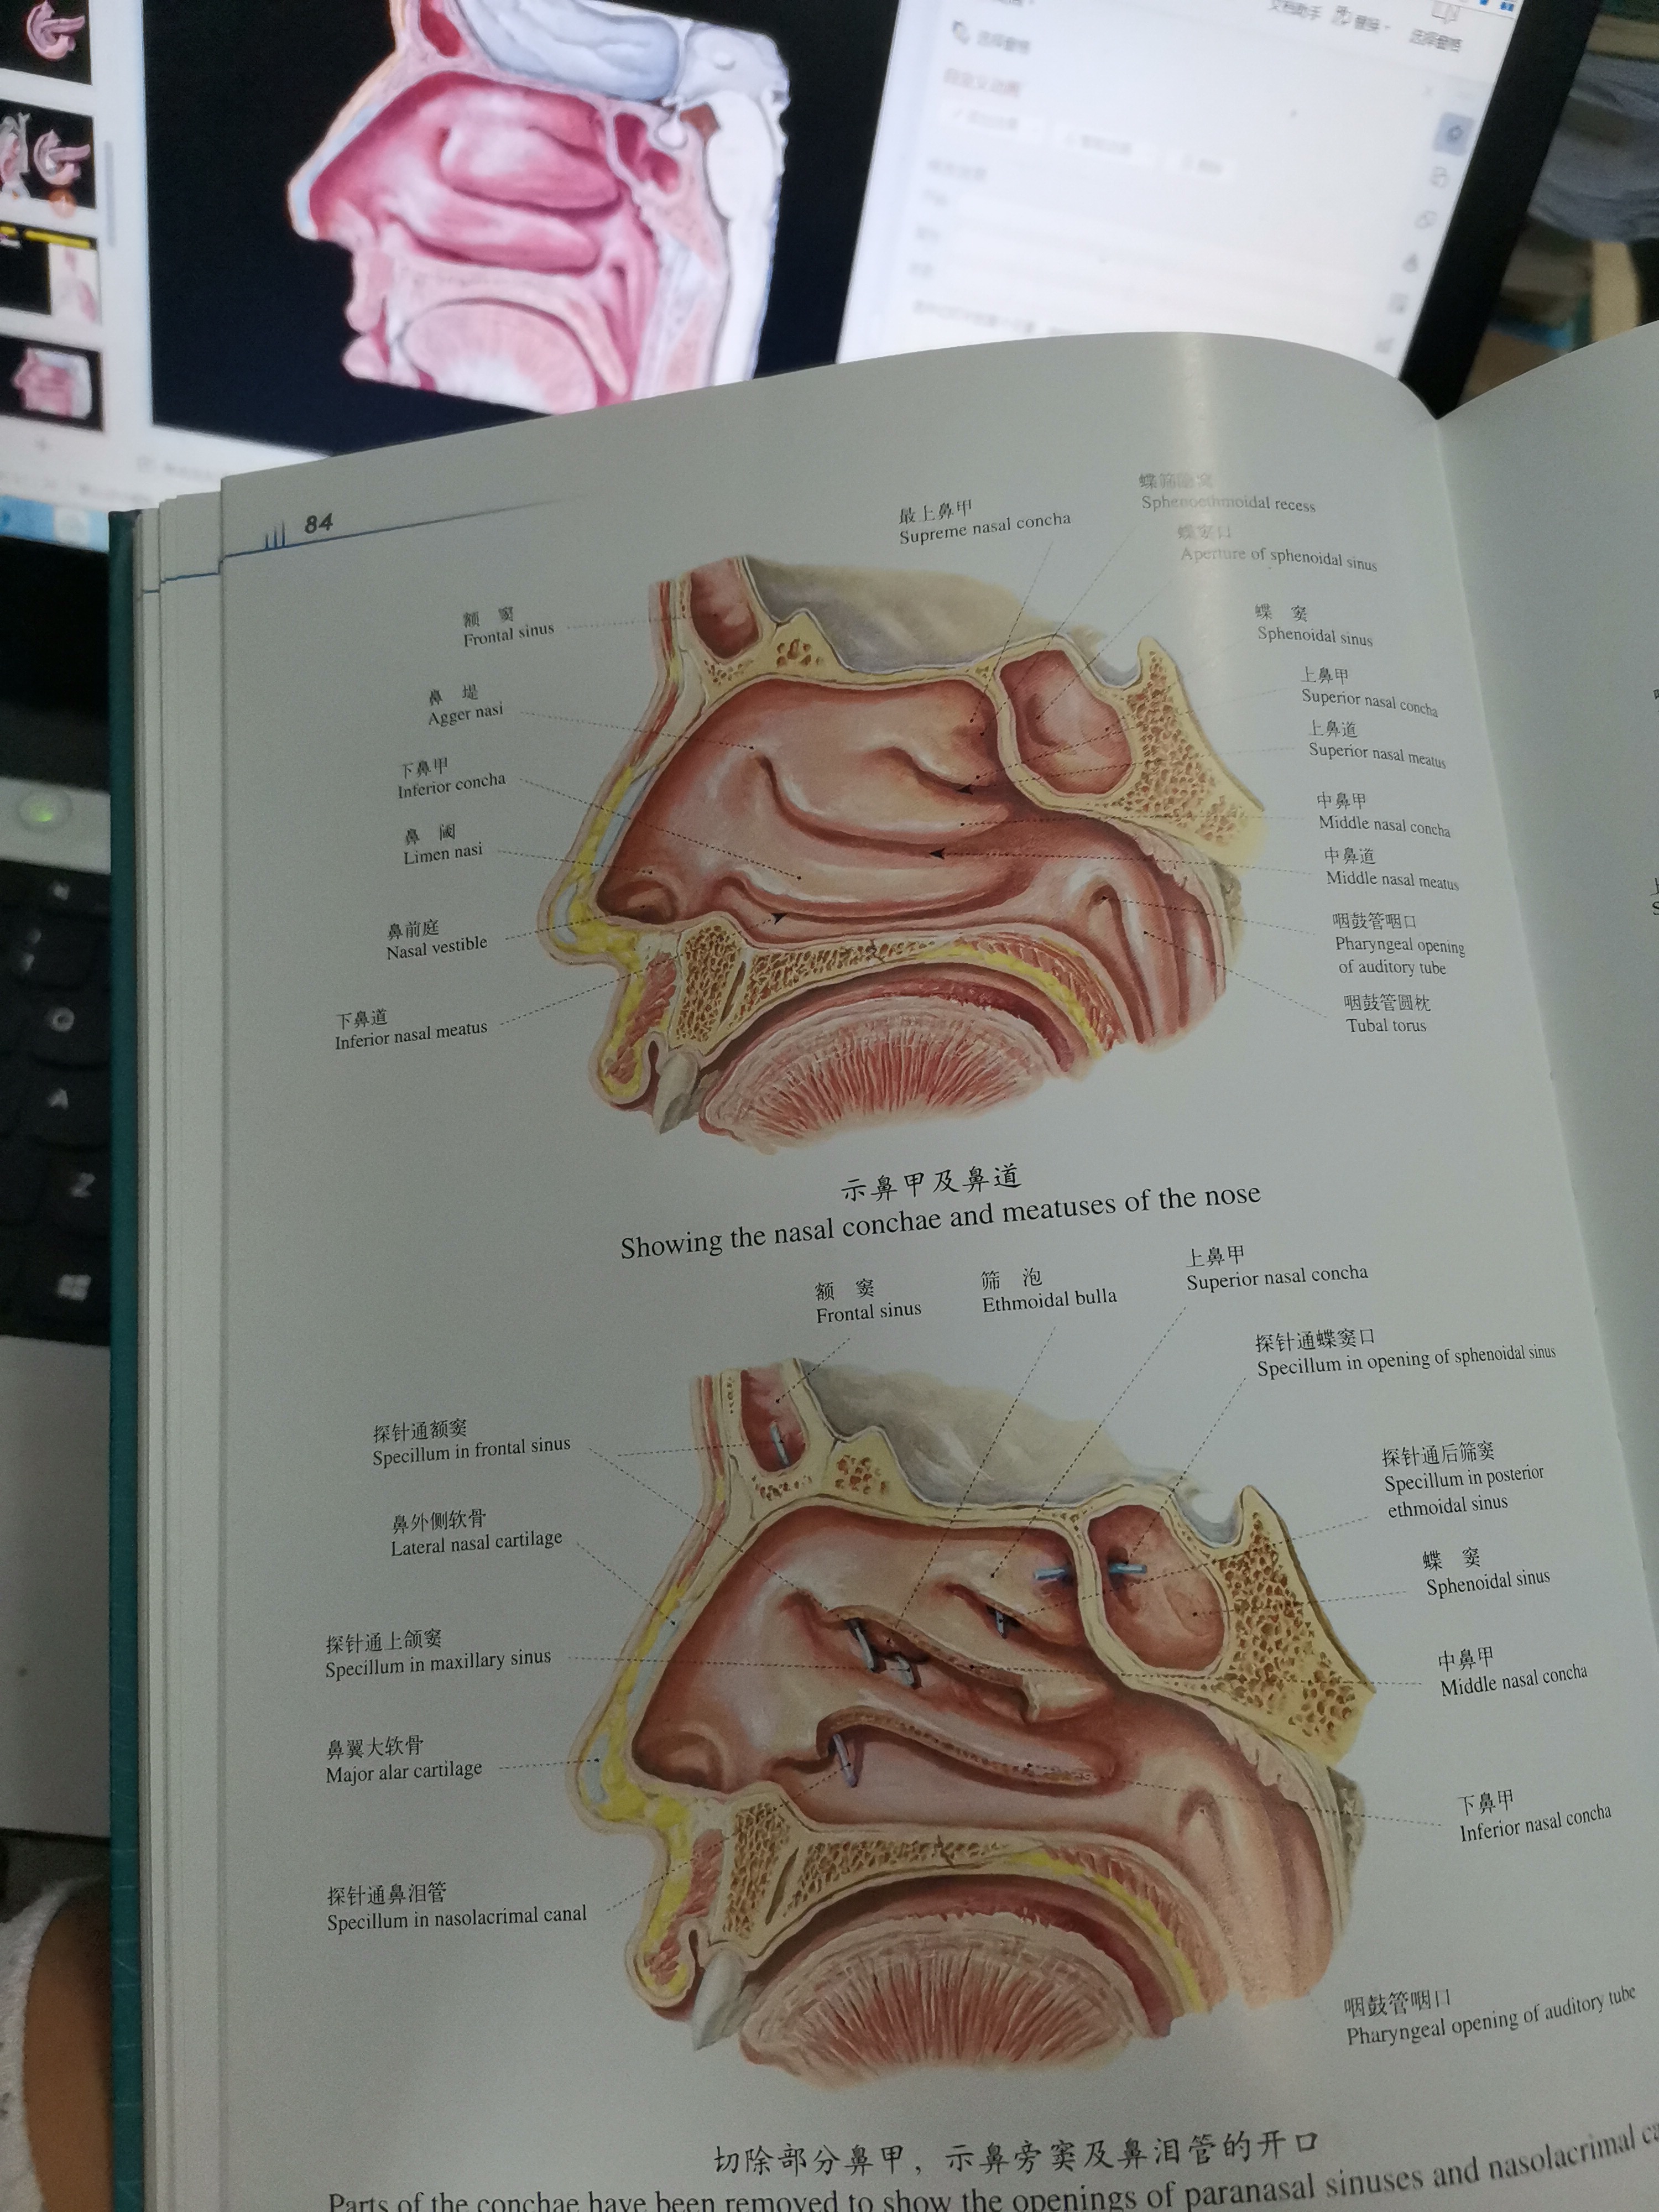 选择窗格
84
最上鼻甲
Supreme nasal concha
Sphenoethmoidal recess
蝶窦口
Aperture of sphenoidal sinus
额 窦
Frontal sinus
蝶 窦
Sphenoidal sinus
鼻 堤
Agger nasi
上鼻甲
Superior nasal concha
上鼻道
Superior nasal meatus
下鼻甲
Inferior concha
中鼻甲
Middle nasal concha
鼻 阈
Limen nasi
中鼻道
Middle nasal meatus
鼻前庭
Nasal vestible
咽鼓管咽口
Pharyngeal opening
of auditory tube
下鼻道
Inferior nasal meatus
咽鼓管圆枕
Tubal torus
示鼻甲及鼻道
Showing the nasal conchae and meatuses of the nose
额 窦
Frontal sinus
筛 泡
Ethmoidal bulla
上鼻甲
Superior nasal concha
探针通蝶窦口
Specillum in opening of sphenoidal sinus
探针通额窦
Specillum in frontal sinus
探针通后筛窦
Specillum in posterior
ethmoidal sinus
鼻外侧软骨
Lateral nasal cartilage
蝶 窦
Sphenoidal sinus
探针通上颌窦
Specillum in maxillary sinus
中鼻甲
Middle nasal concha
鼻翼大软骨
Major alar cartilage
下鼻甲
Inferior nasal concha
探针通鼻泪管
Specillum in nasolacrimal canal
咽鼓管咽口
Pharyngeal opening of auditory tube
切除部分鼻甲，示鼻旁窦及鼻泪管的开口
Parts of the conchae have been removed to show the openings of paranasal sinuses and nasolacrimal
A
Z